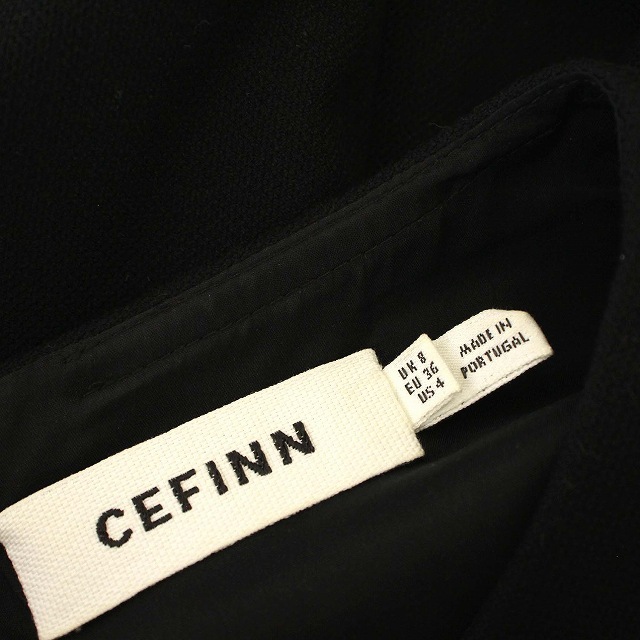 CEFINN
UK 8
EU 36
US 4
MADE IN
PORTUGAL